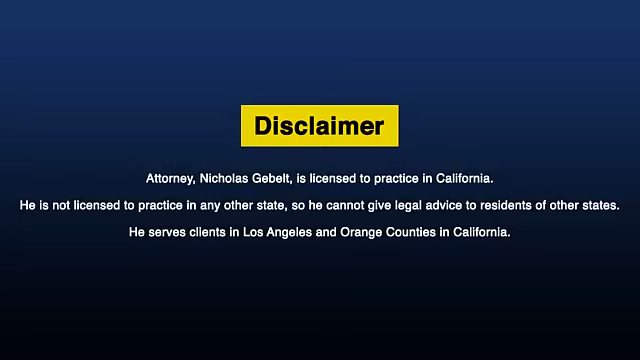 Disclaimer
Attorney, Nicholas Gebelt, is licensed to practice in California.
He is not licensed to practice in any other state, so he cannot give legal advice to residents of other states.
He serves clients in Los Angeles and Orange Counties in California.